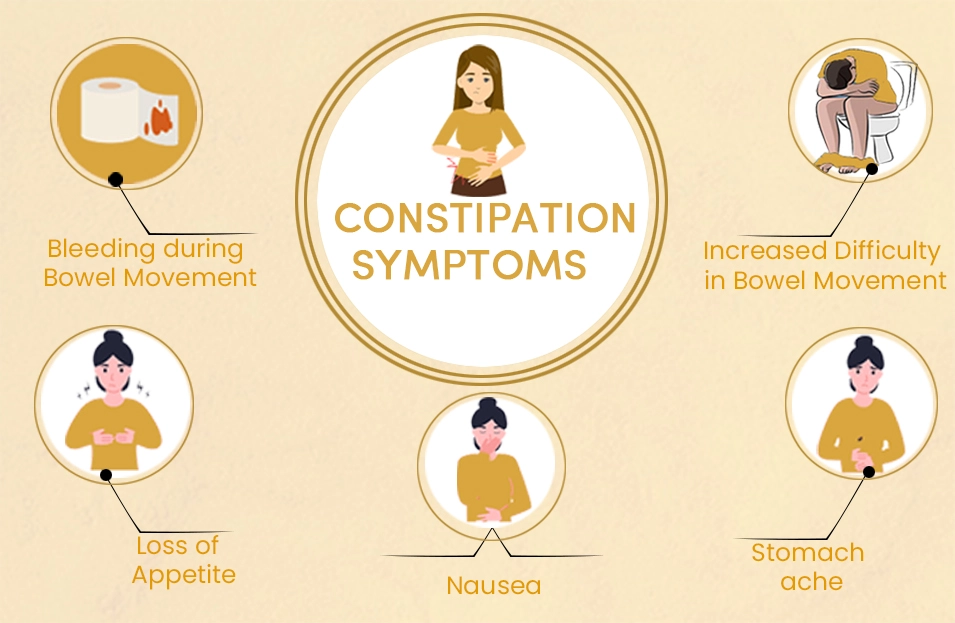 CONSTIPATION
SYMPTOMS
Bleeding during
Bowel Movement
Increased Difficulty
in Bowel Movement
Loss of
Appetite
Nausea
Stomach
ache